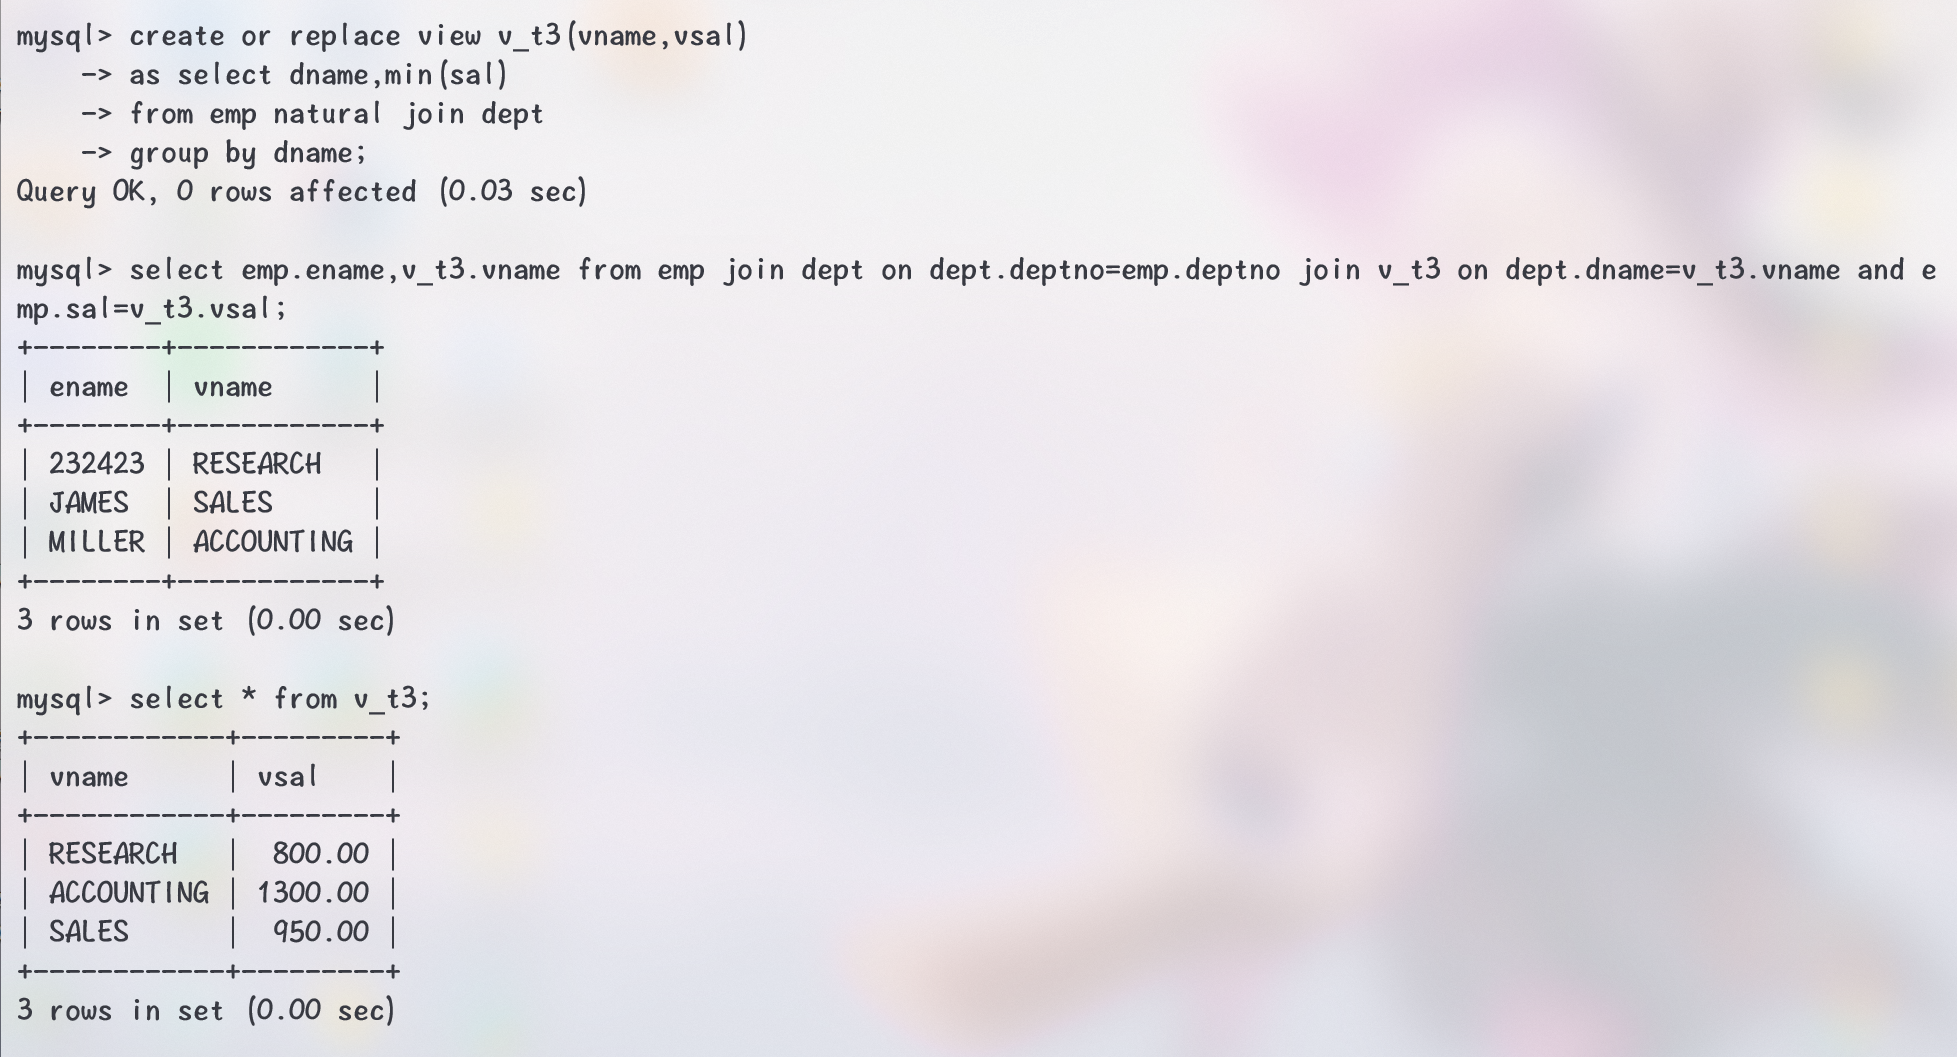 mysql> create or replace view v_t3(vname,vsal)
    -> as select dname,min(sal)
    -> from emp natural join dept
    -> group by dname;
Query OK, 0 rows affected (0.03 sec)

mysql> select emp.ename,v_t3.vname from emp join dept on dept.deptno=emp.deptno join v_t3 on dept.dname=v_t3.vname and e
mp.sal=v_t3.vsal;
+--------+------------+
| ename  | vname      |
+--------+------------+
| 232423 | RESEARCH   |
| JAMES  | SALES      |
| MILLER | ACCOUNTING |
+--------+------------+
3 rows in set (0.00 sec)

mysql> select * from v_t3;
+------------+---------+
| vname      | vsal    |
+------------+---------+
| RESEARCH   |  800.00 |
| ACCOUNTING | 1300.00 |
| SALES      |  950.00 |
+------------+---------+
3 rows in set (0.00 sec)